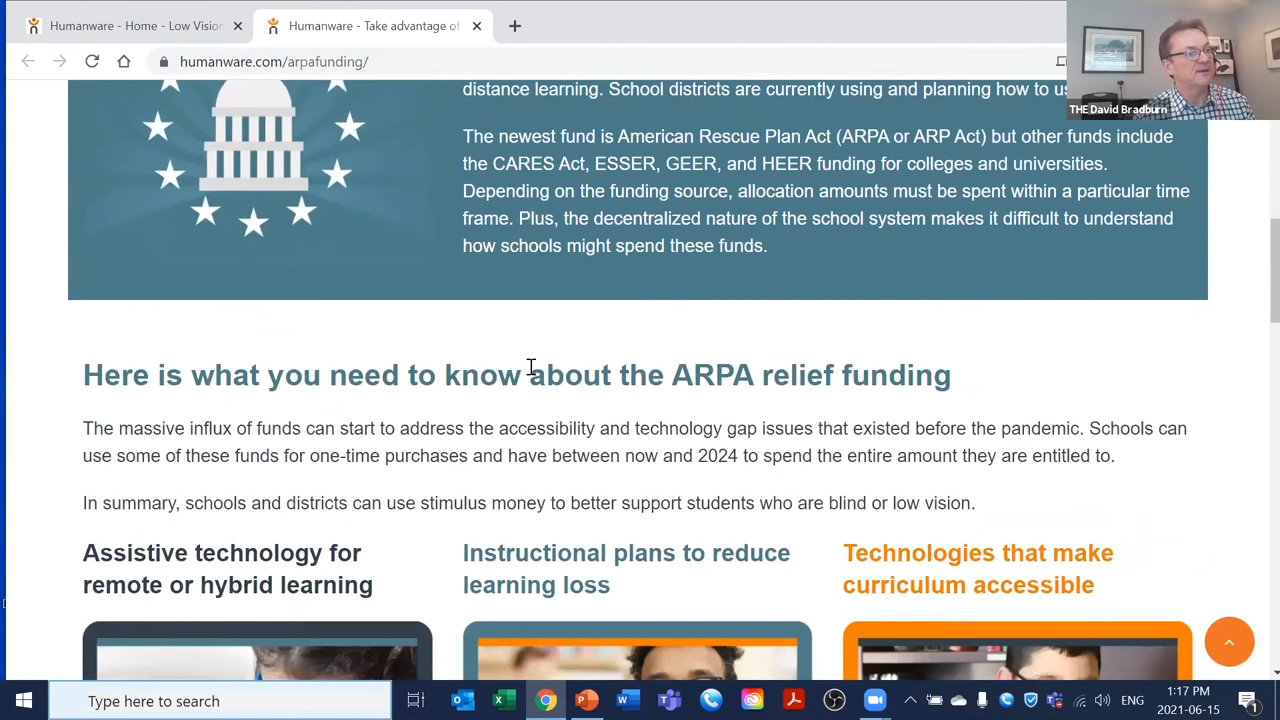 Humanware - Home - Low Vision
Humanware - Take advantage of
humanware.com/arpafunding/
THE David Bradburn
distance learning. School districts are currently using and planning how to
The newest fund is American Rescue Plan Act (ARPA or ARP Act) but other funds include
the CARES Act, ESSER, GEER, and HEER funding for colleges and universities.
Depending on the funding source, allocation amounts must be spent within a particular time
frame. Plus, the decentralized nature of the school system makes it difficult to understand
how schools might spend these funds.
Here is what you need to know about the ARPA relief funding
The massive influx of funds can start to address the accessibility and technology gap issues that existed before the pandemic. Schools can
use some of these funds for one-time purchases and have between now and 2024 to spend the entire amount they are entitled to.
In summary, schools and districts can use stimulus money to better support students who are blind or low vision.
Assistive technology for
remote or hybrid learning
Instructional plans to reduce
learning loss
Technologies that make
curriculum accessible
Type here to search
ENG
1:17 PM
2021-06-15